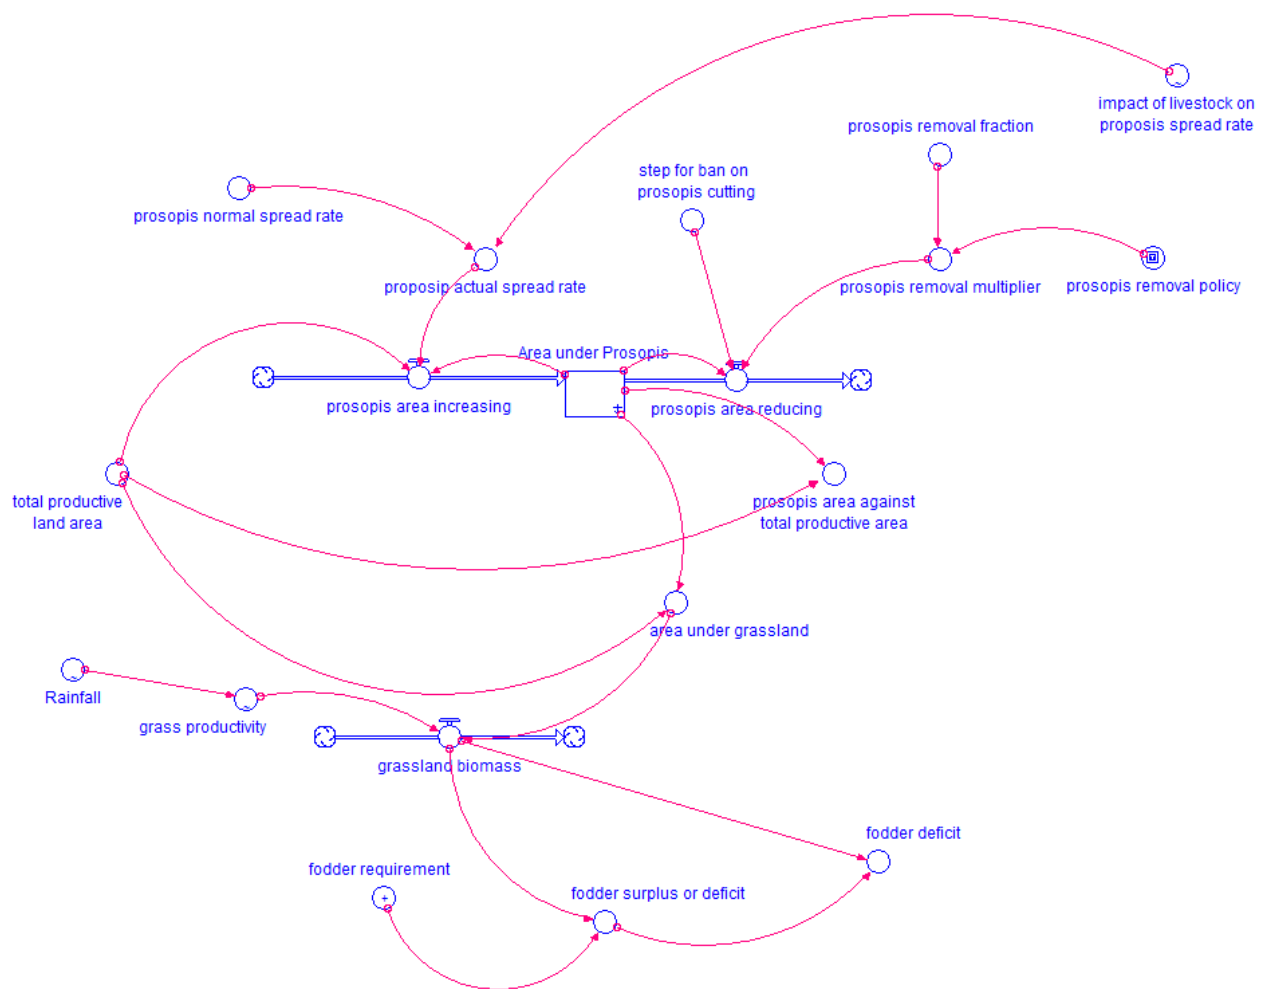 impact of livestock on
proposis spread rate
prosopis removal fraction
step for ban on
prosopis cutting
prosopis normal spread rate
proposip actual spread rate
prosopis removal multiplier
prosopis removal policy
Area under Prosopis
prosopis area increasing
prosopis area reducing
total productive
land area
prosopis area against
total productive area
area under grassland
Rainfall
grass productivity
grassland biomass
fodder deficit
fodder requirement
fodder surplus or deficit